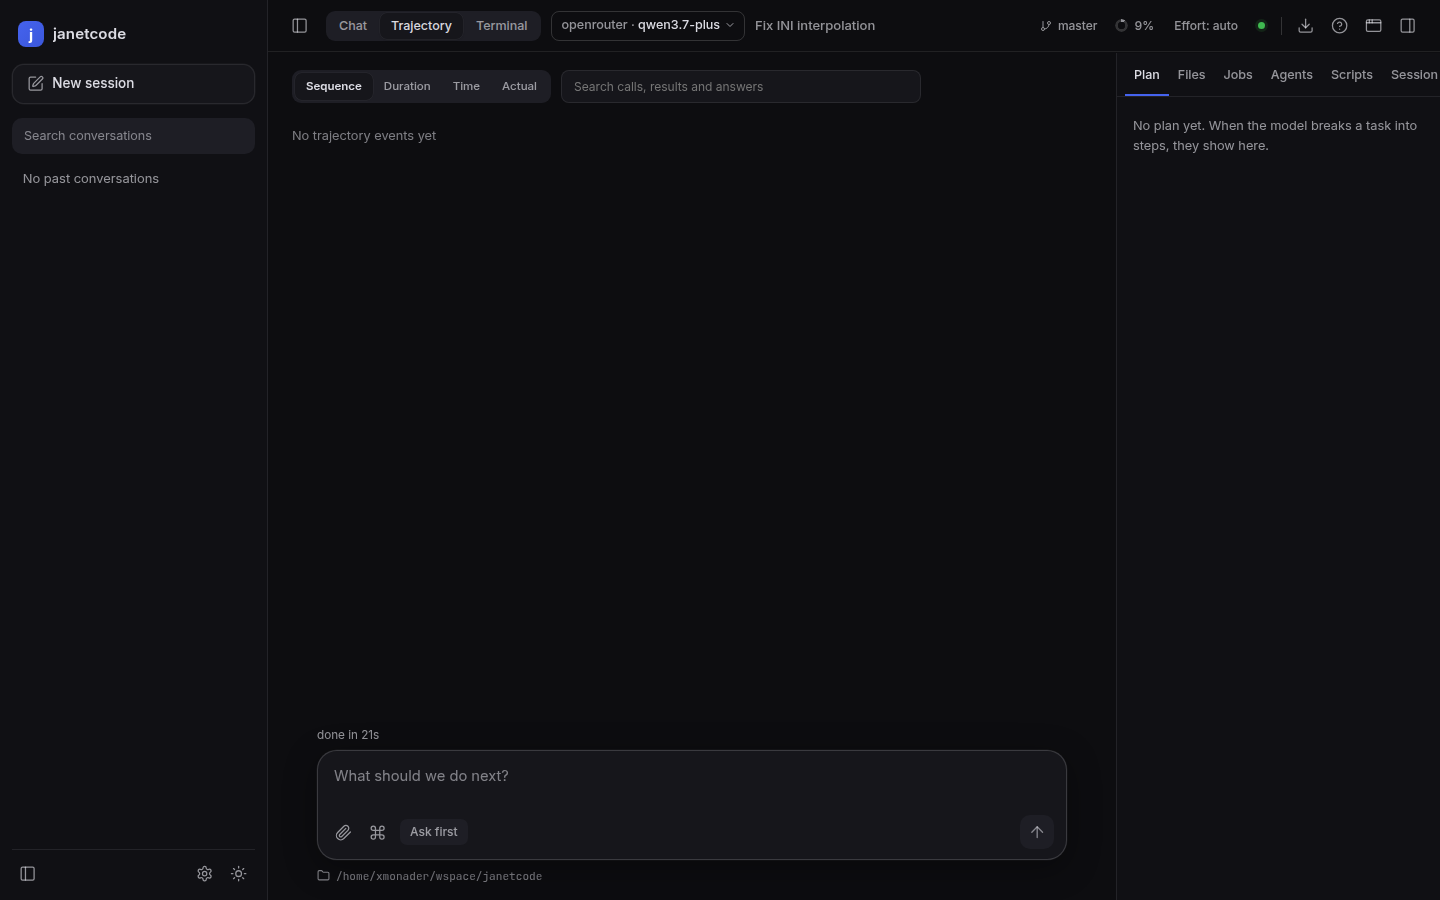 janetcode
New session
Search conversations
No past conversations
Chat Trajectory Terminal openrouter · qwen3.7-plus Fix INI interpolation master 9% Effort: auto
Sequence Duration Time Actual Search calls, results and answers
No trajectory events yet
Plan Files Jobs Agents Scripts Session
No plan yet. When the model breaks a task into
steps, they show here.
done in 21s
What should we do next?
Ask first
/home/xmonader/wspace/janetcode